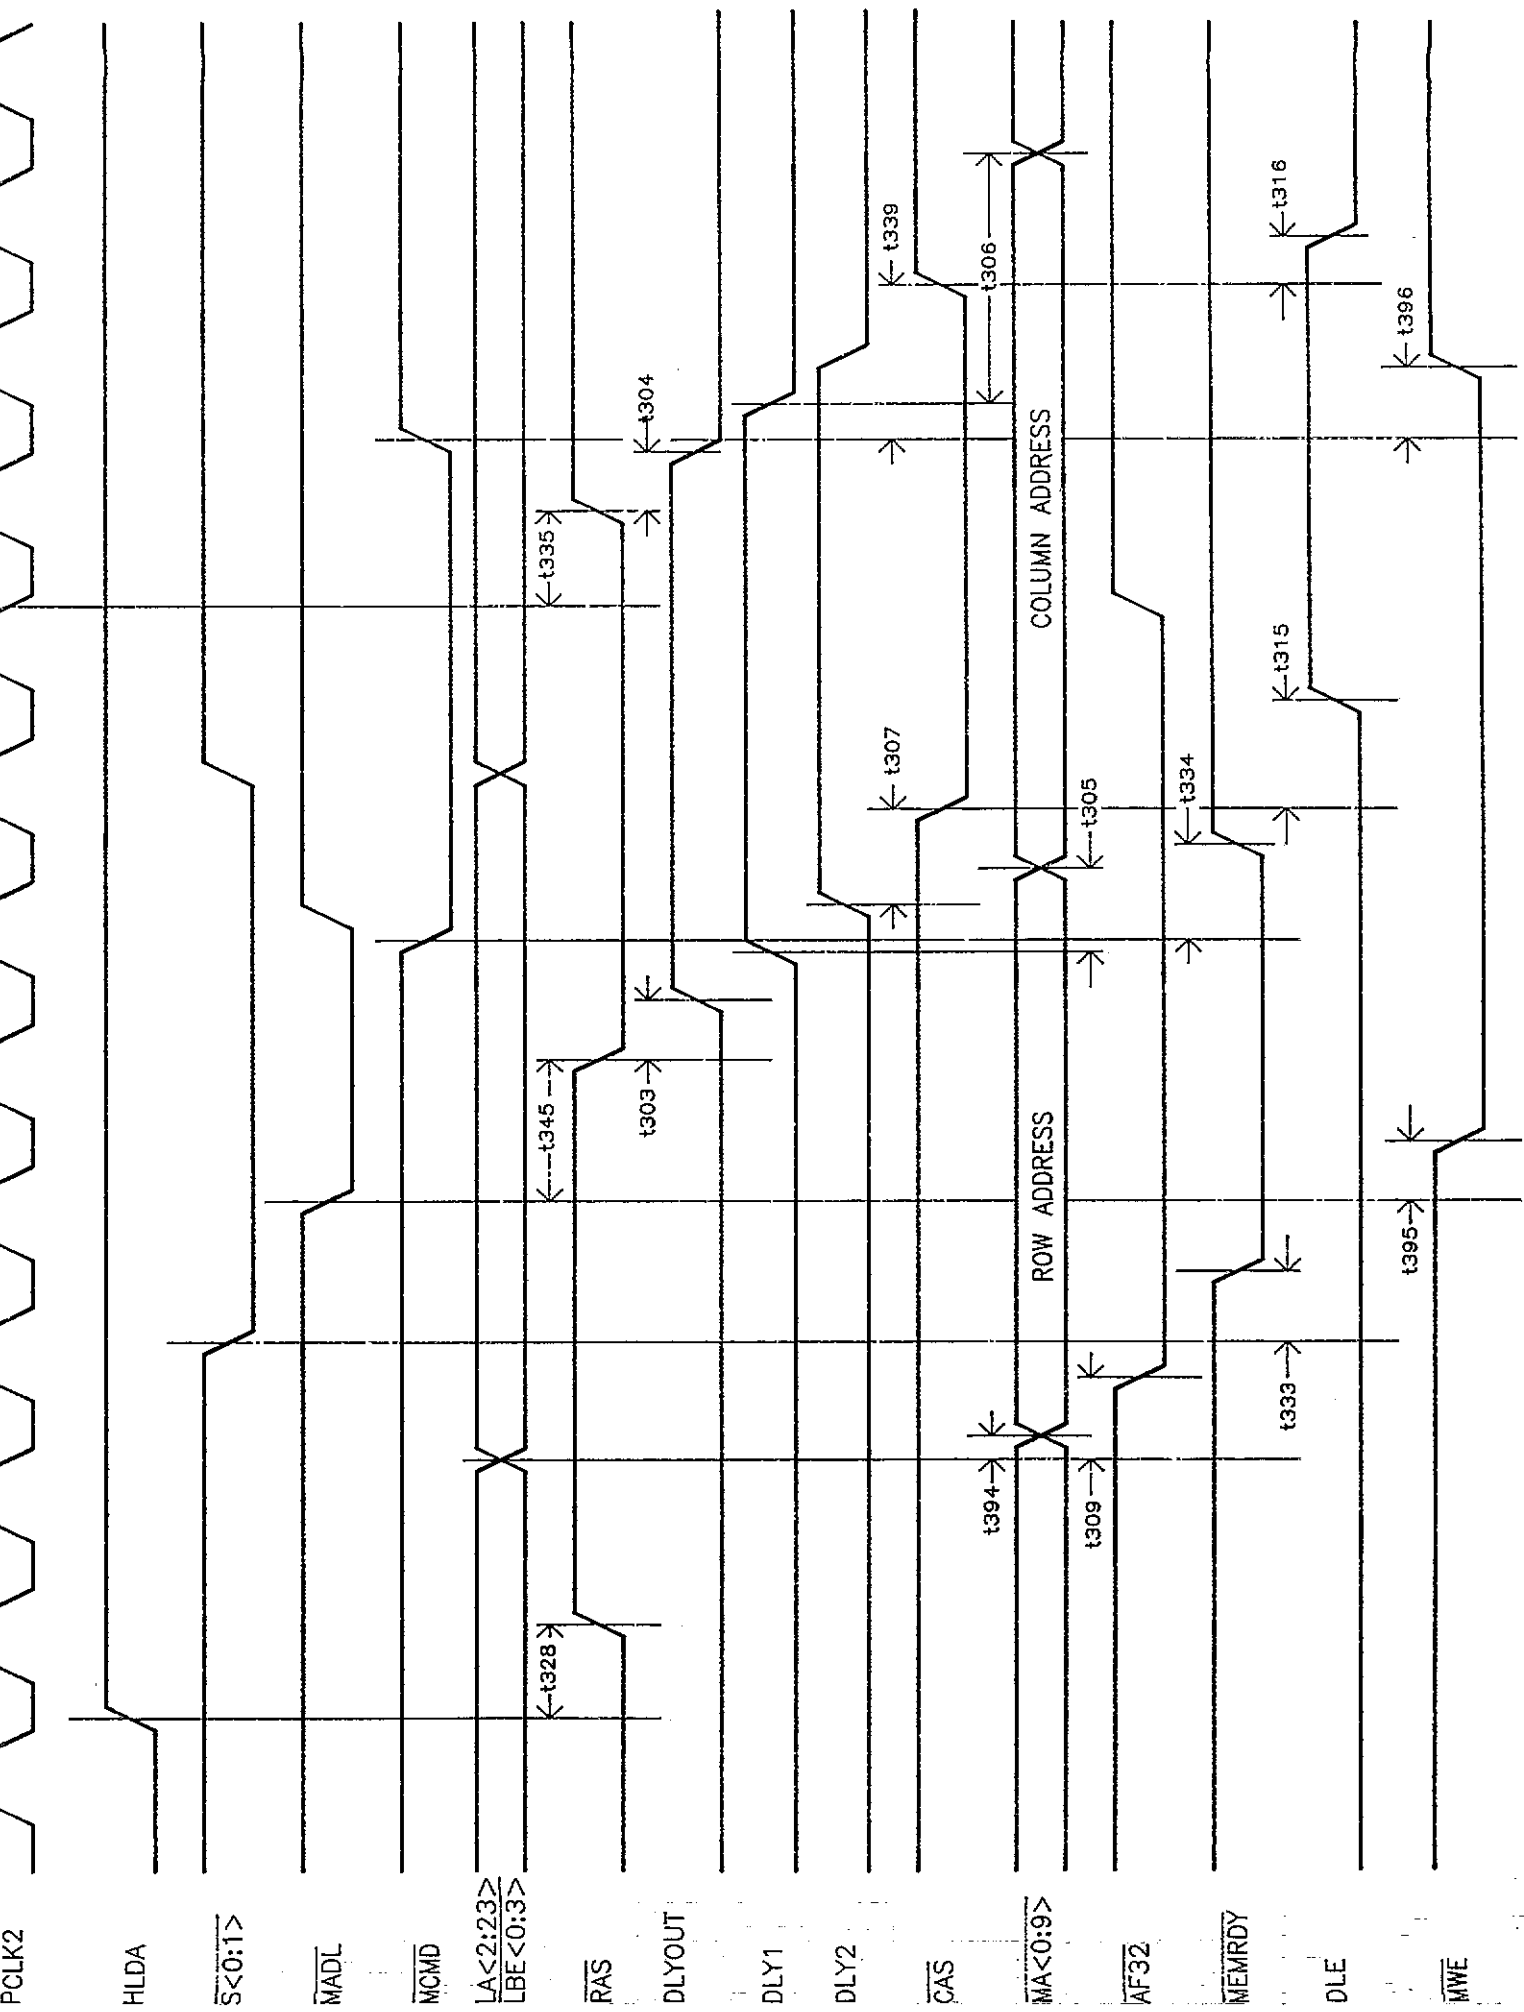 PCLK2
HLDA
S<0:1>
MADL
MCMD
LA<2:23>
LBE<0:3>
RAS
t328
t345
t335
DLYOUT
t303
t304
DLY1
DLY2
CAS
t307
t339
MA<0:9>
t394
ROW ADDRESS
COLUMN ADDRESS
t306
AF32
t309
t305
MEMRDY
t334
t333
DLE
t315
t316
MWE
t395
t396